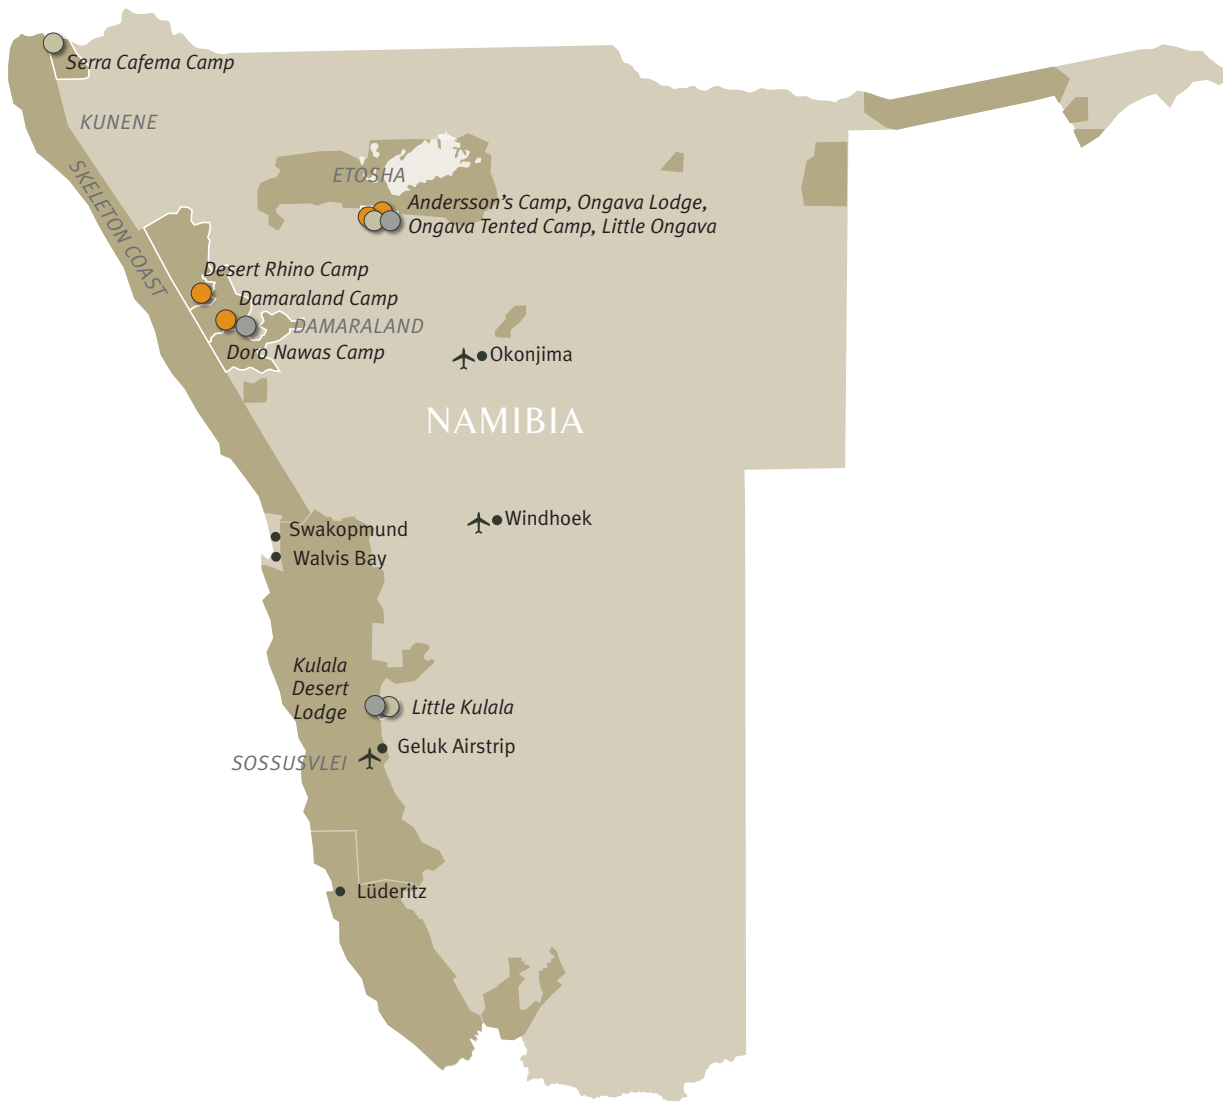 Serra Cafema Camp
KUNENE
SKELETON COAST
ETOSHA
Andersson’s Camp, Ongava Lodge,
Ongava Tented Camp, Little Ongava
Desert Rhino Camp
Damaraland Camp
DAMARALAND
Doro Nawas Camp
Okonjima
NAMIBIA
Windhoek
Swakopmund
Walvis Bay
Kulala
Desert
Lodge
Little Kulala
Geluk Airstrip
SOSSUSVLEI
Lüderitz